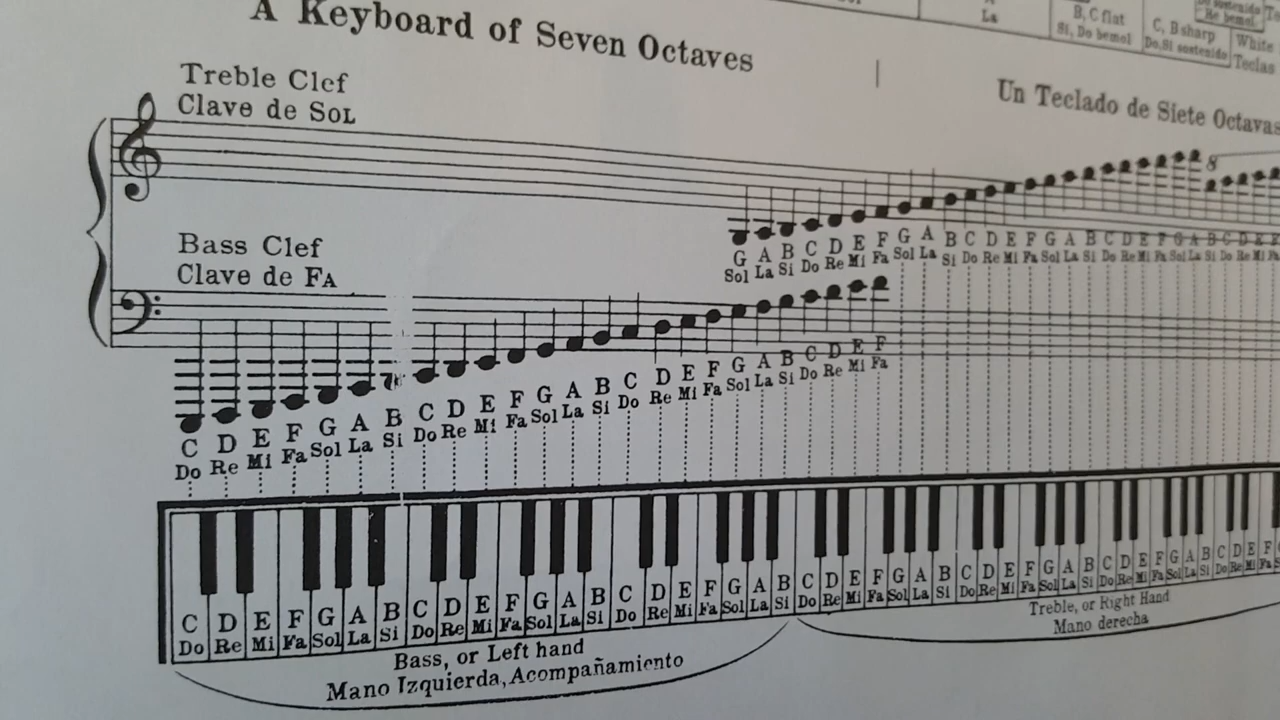 La
B, C flat
Si, Do bemol
C, B sharp
Do, Si sostenido
Re bemol
White
Teclas
A Keyboard of Seven Octaves
Un Teclado de Siete Octavas
Treble Clef
Clave de SOL
8
G A B C D E F G A B C D E F G A B C D E F G A B C D E F
Sol La Si Do Re Mi Fa Sol La Si Do Re Mi Fa Sol La Si Do Re Mi Fa Sol La Si Do Re Mi Fa
Bass Clef
Clave de FA
C D E F G A B C D E F G A B C D E F G A B C D E F
Do Re Mi Fa Sol La Si Do Re Mi Fa Sol La Si Do Re Mi Fa Sol La Si Do Re Mi Fa
C D E F G A B C D E F G A B C D E F G A B C D E F G A B C D E F G A B C D E F G A B C D E F
Do Re Mi Fa Sol La Si Do Re Mi Fa Sol La Si Do Re Mi Fa Sol La Si Do Re Mi Fa Sol La Si Do Re Mi Fa Sol La Si Do Re Mi Fa Sol La Si Do Re Mi Fa
Bass, or Left hand
Mano Izquierda, Acompañamiento
Treble, or Right Hand
Mano derecha